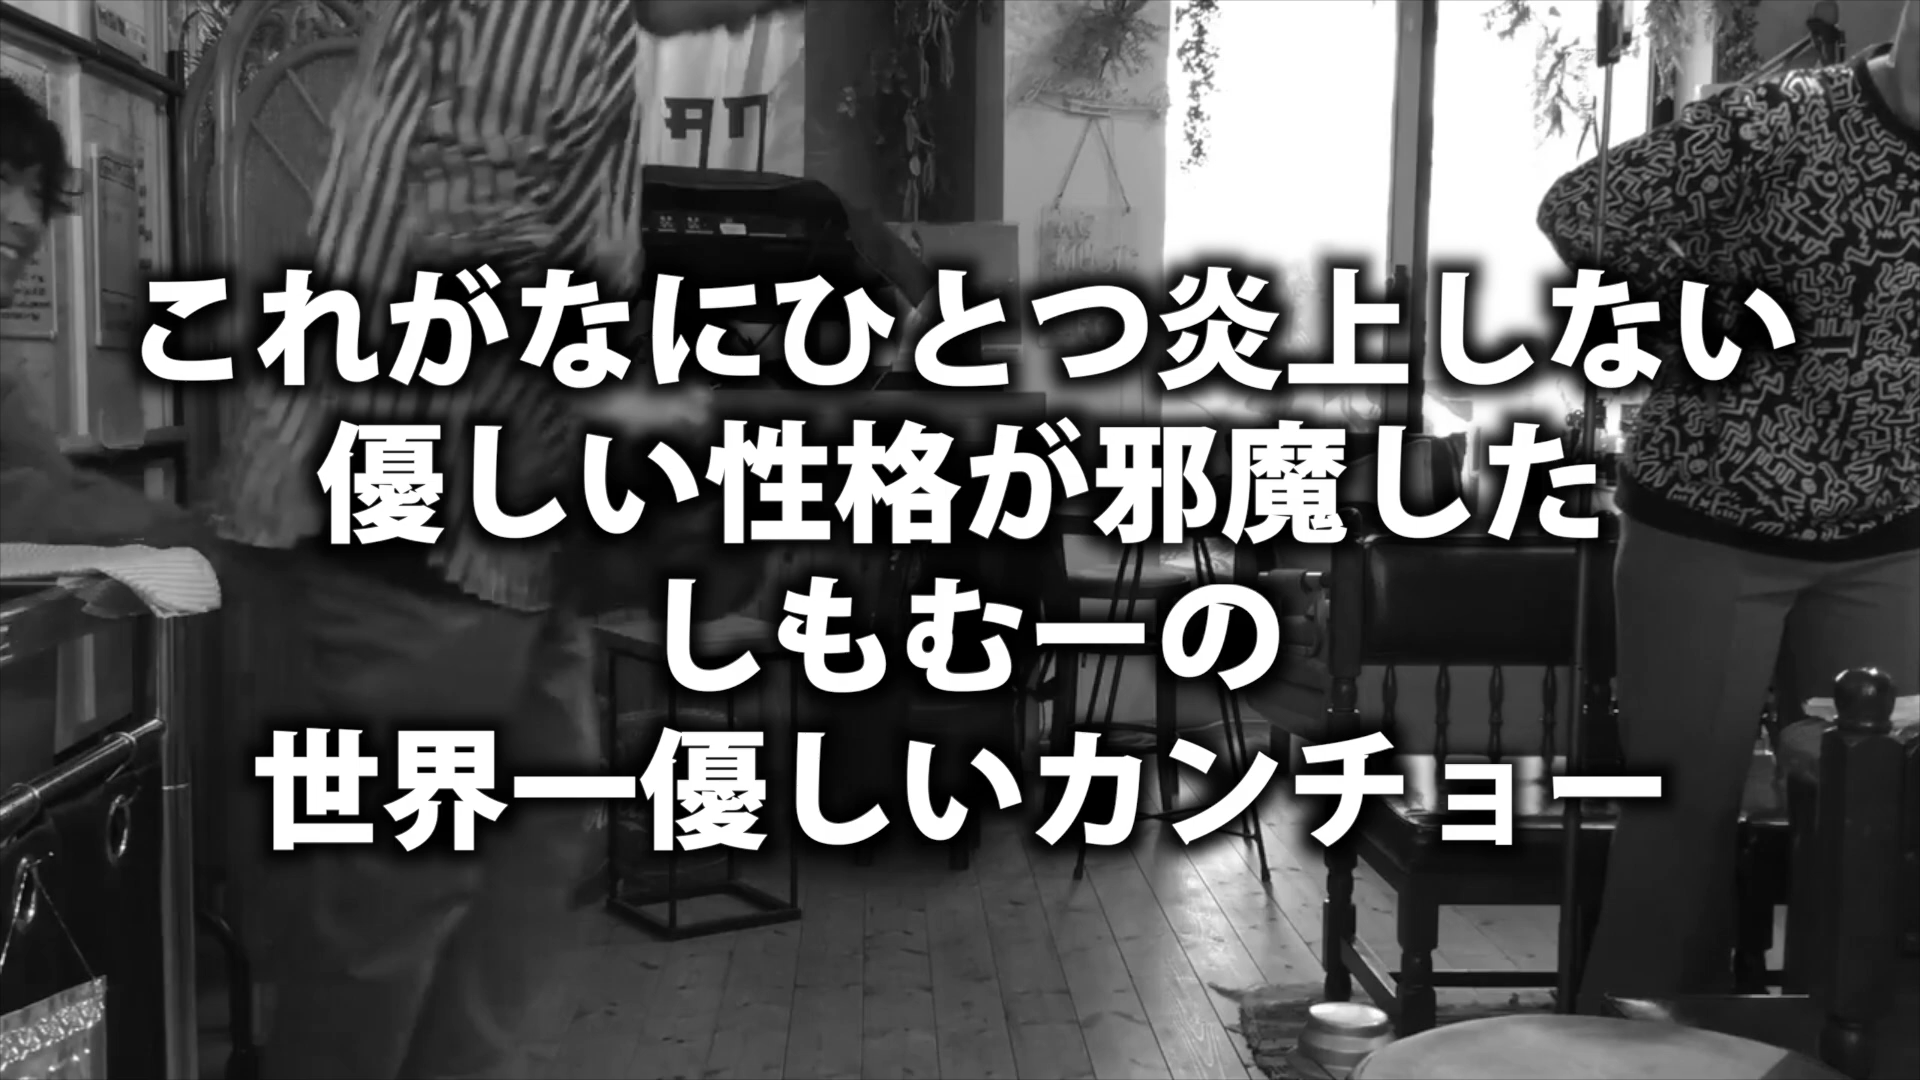 これがなにひとつ炎上しない
優しい性格が邪魔した
しもむーの
世界一優しいカンチョー